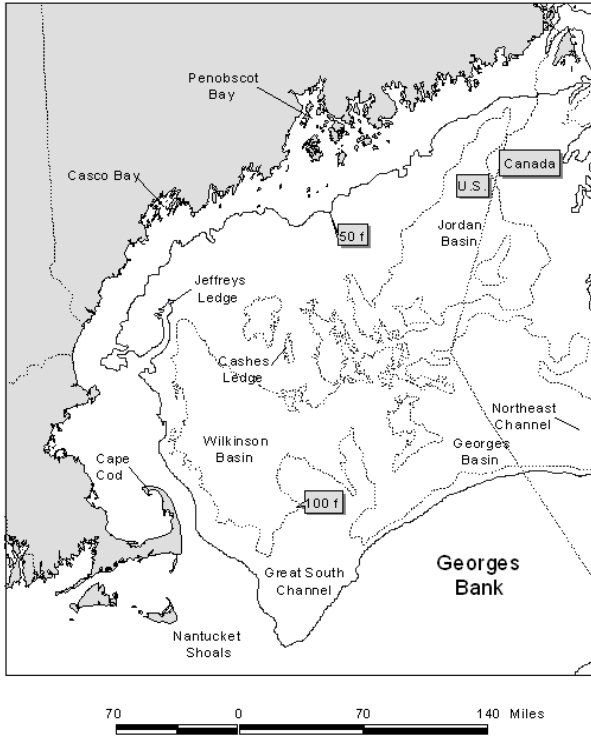 Penobscot
Bay
Canada
Casco Bay
U.S.
Jordan
Basin
50 f
Jeffreys
Ledge
Cashes
Ledge
Northeast
Channel
Wilkinson
Basin
Georges
Basin
Cape
Cod
100 f
Great South
Channel
Georges
Bank
Nantucket
Shoals
70 0 70 140 Miles